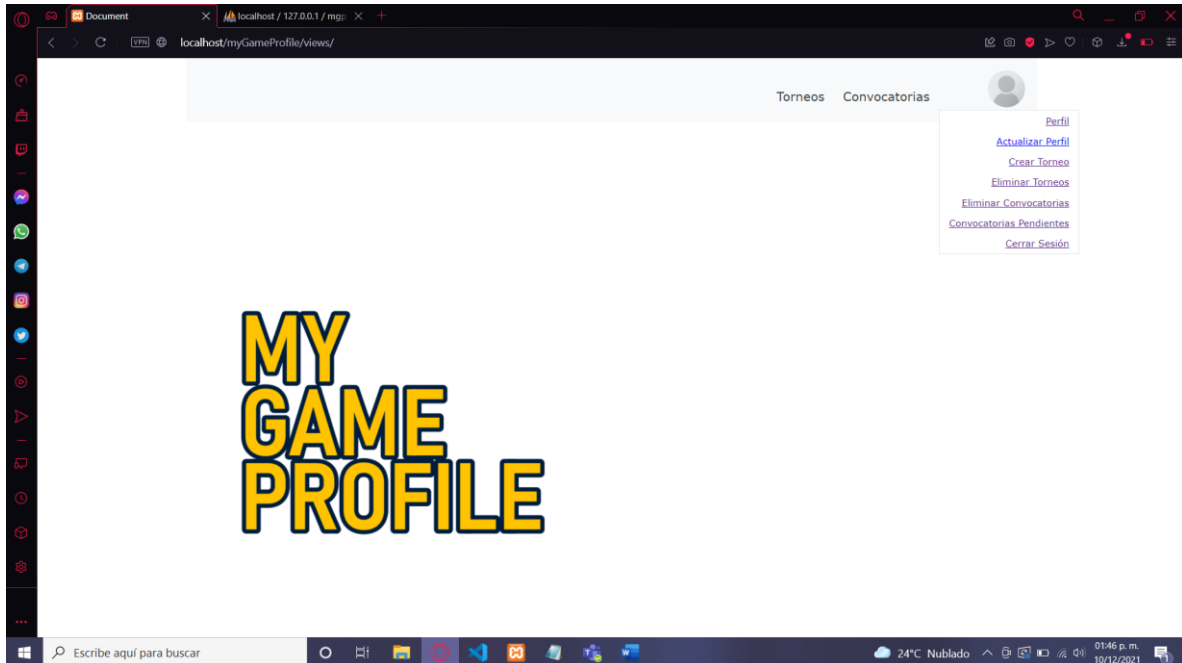 Document
localhost / 127.0.0.1 / mgp
VPN
localhost/myGameProfile/views/
Torneos
Convocatorias
Perfil
Actualizar Perfil
Crear Torneo
Eliminar Torneos
Eliminar Convocatorias
Convocatorias Pendientes
Cerrar Sesión
MY
GAME
PROFILE
Escribe aquí para buscar
24°C Nublado
01:46 p. m.
10/12/2021